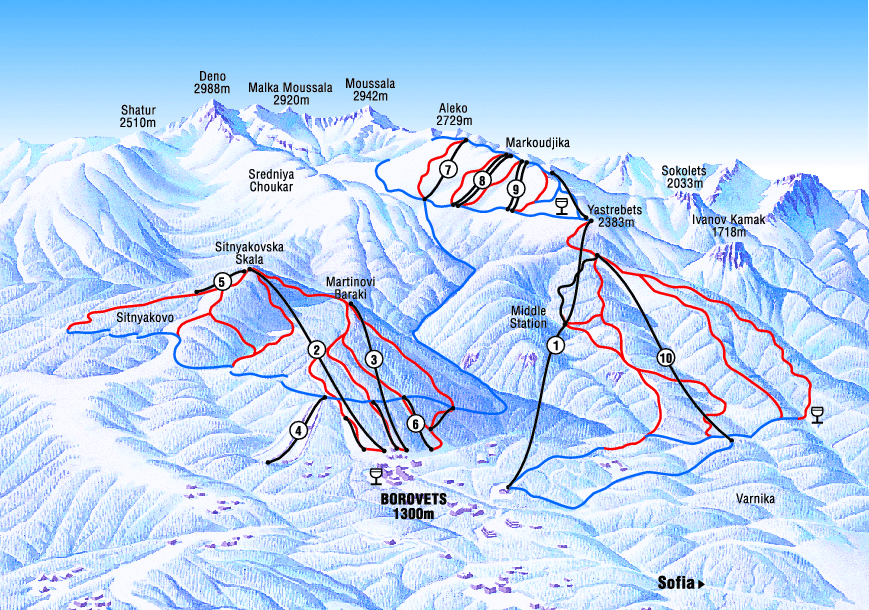 Deno
2988m
Malka Moussala
2920m
Moussala
2942m
Shatur
2510m
Aleko
2729m
Markoudjika
Sredniya
Choukar
7
8
9
Sokolets
2033m
Yastrebets
2383m
Ivanov Kamak
1718m
Sitnyakovska
Skala
5
Martinovi
Baraki
Sitnyakovo
Middle
Station
1
2
3
10
4
6
BOROVETS
1300m
Varnika
Sofia